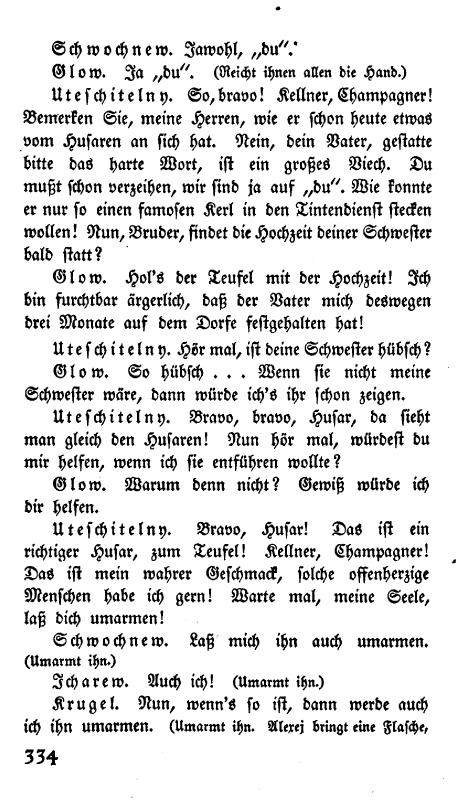 Schwochnew. Jawohl, „du“.
Glow. Ja „du“. (Reicht ihnen allen die Hand.)
Uteschitelny. So, bravo! Kellner, Champagner!
Bemerken Sie, meine Herren, wie er schon heute etwas
vom Husaren an sich hat. Nein, dein Vater, gestatte
bitte das harte Wort, ist ein großes Viech. Du
mußt schon verzeihen, wir sind ja auf „du“. Wie konnte
er nur so einen famosen Kerl in den Tintendienst stecken
wollen! Nun, Bruder, findet die Hochzeit deiner Schwester
bald statt?
Glow. Hol's der Teufel mit der Hochzeit! Ich
bin furchtbar ärgerlich, daß der Vater mich deswegen
drei Monate auf dem Dorfe festgehalten hat!
Uteschitelny. Hör mal, ist deine Schwester hübsch?
Glow. So hübsch . . . Wenn sie nicht meine
Schwester wäre, dann würde ich's ihr schon zeigen.
Uteschitelny. Bravo, bravo, Husar, da sieht
man gleich den Husaren! Nun hör mal, würdest du
mir helfen, wenn ich sie entführen wollte?
Glow. Warum denn nicht? Gewiß würde ich
dir helfen.
Uteschitelny. Bravo, Husar! Das ist ein
richtiger Husar, zum Teufel! Kellner, Champagner!
Das ist mein wahrer Geschmack, solche offenherzige
Menschen habe ich gern! Warte mal, meine Seele,
laß dich umarmen!
Schwochnew. Laß mich ihn auch umarmen.
(Umarmt ihn.)
Icharew. Auch ich! (Umarmt ihn.)
Krugel. Nun, wenn's so ist, dann werde auch
ich ihn umarmen. (Umarmt ihn. Alexej bringt eine Flasche,
334